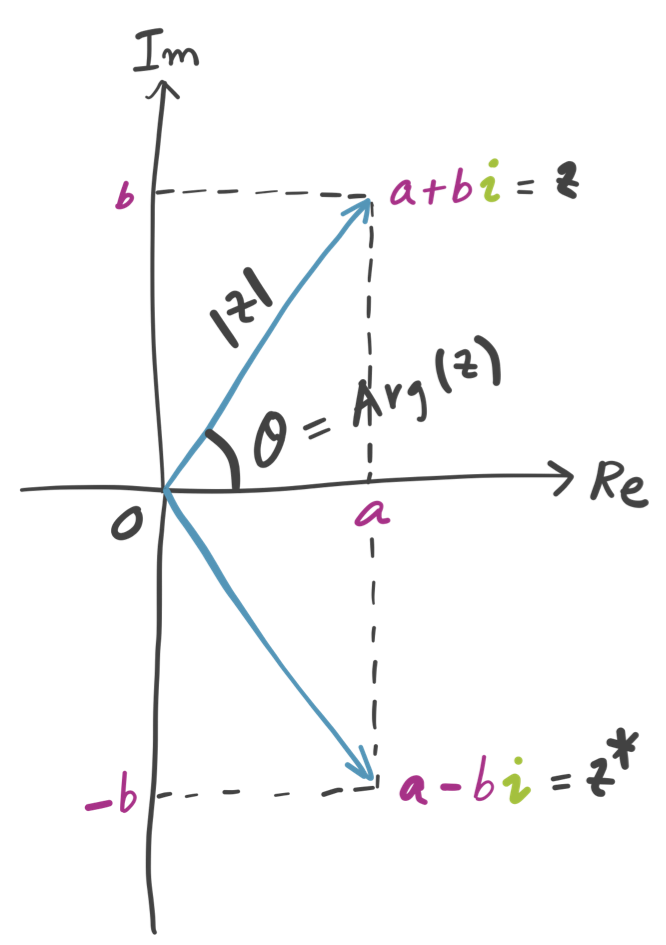 Im
b
a+bi = z
|z|
θ = Arg(z)
Re
0
a
-b
a-bi = z*